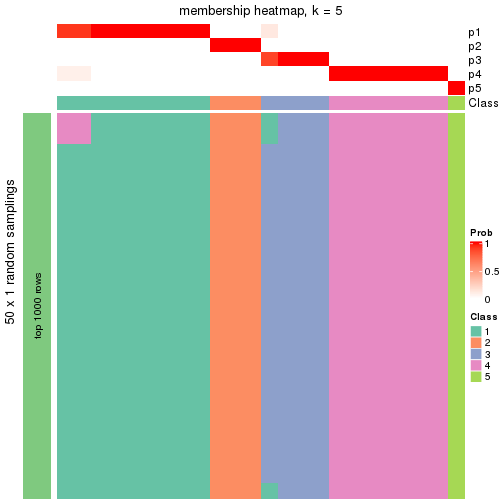 membership heatmap, k = 5
p1
p2
p3
p4
p5
Class
50 x 1 random samplings
top 1000 rows
Prob
1
0.5
0
Class
1
2
3
4
5